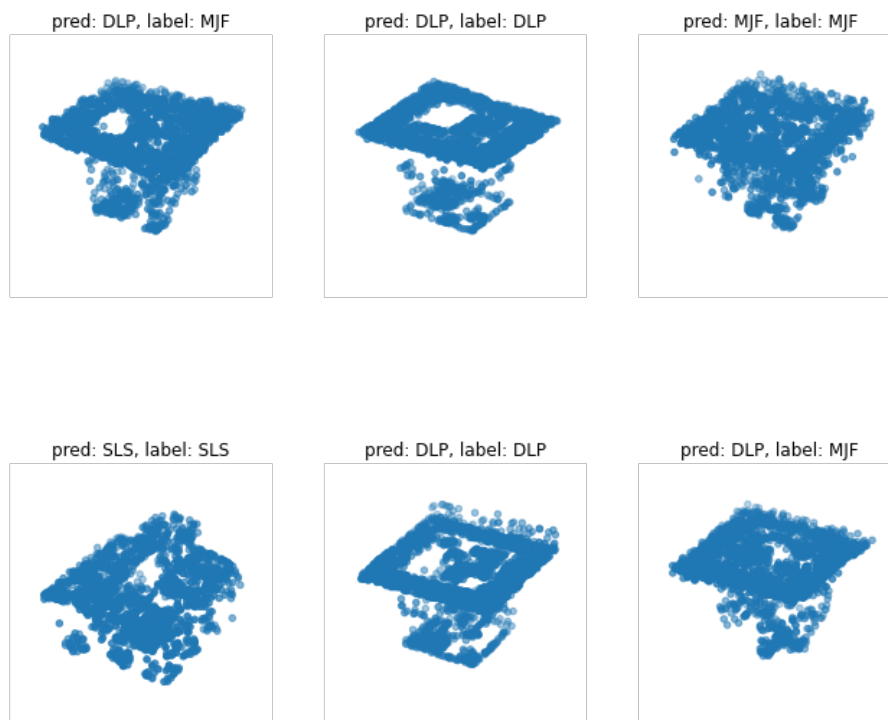 pred: DLP, label: MJF
pred: DLP, label: DLP
pred: MJF, label: MJF
pred: SLS, label: SLS
pred: DLP, label: DLP
pred: DLP, label: MJF